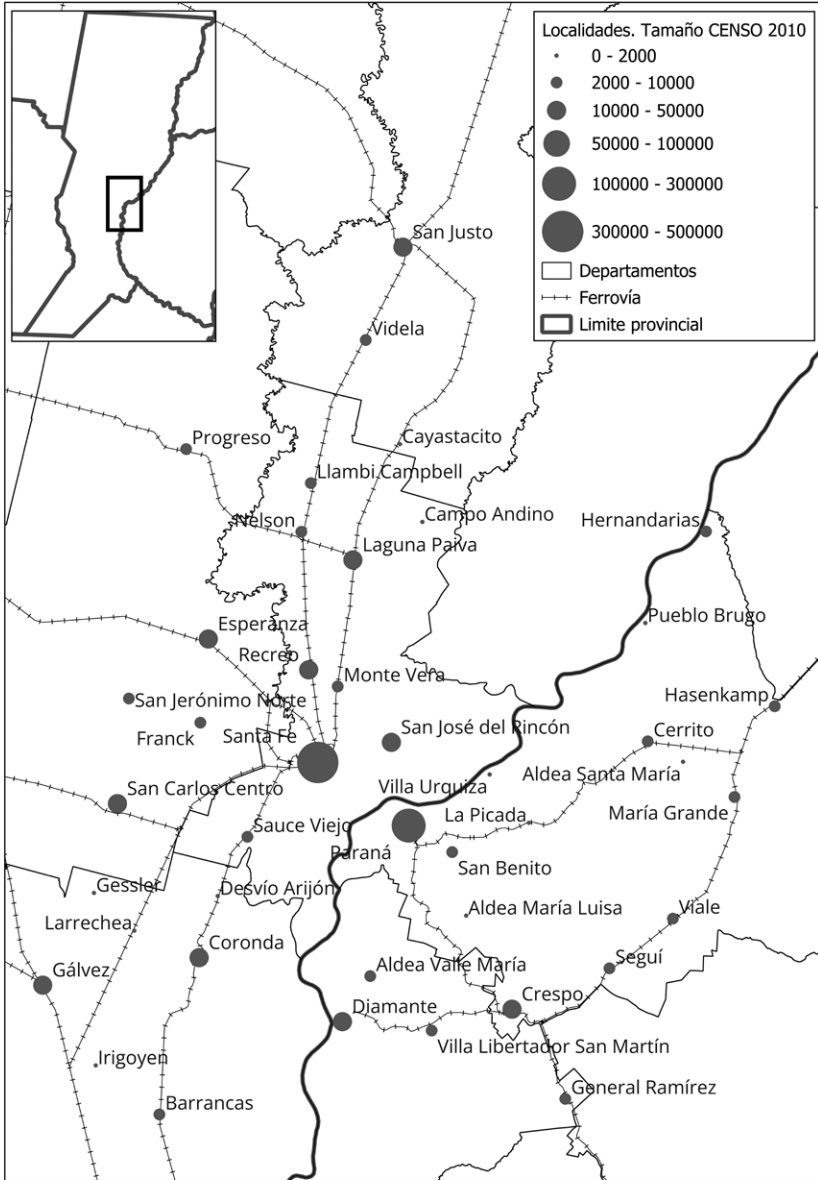 Localidades. Tamaño CENSO 2010
0 - 2000
2000 - 10000
10000 - 50000
50000 - 100000
100000 - 300000
300000 - 500000
Departamentos
Ferrovía
Limite provincial
San Justo
Videla
Progreso
Cayastacito
Llambi Campbell
Nelson
Campo Andino
Hernandarias
Laguna Paiva
Esperanza
Pueblo Brugo
Recreo
Monte Vera
San Jerónimo Norte
Hasenkamp
Franck
Santa Fe
San José del Rincón
Cerrito
Villa Urquiza
Aldea Santa María
San Carlos Centro
La Picada
María Grande
Sauce Viejo
Paraná
San Benito
Gessler
Desvío Arijón
Larrechea
Aldea María Luisa
Viale
Coronda
Gálvez
Aldea Valle María
Seguí
Diamante
Crespo
Villa Libertador San Martín
Irigoyen
General Ramírez
Barrancas